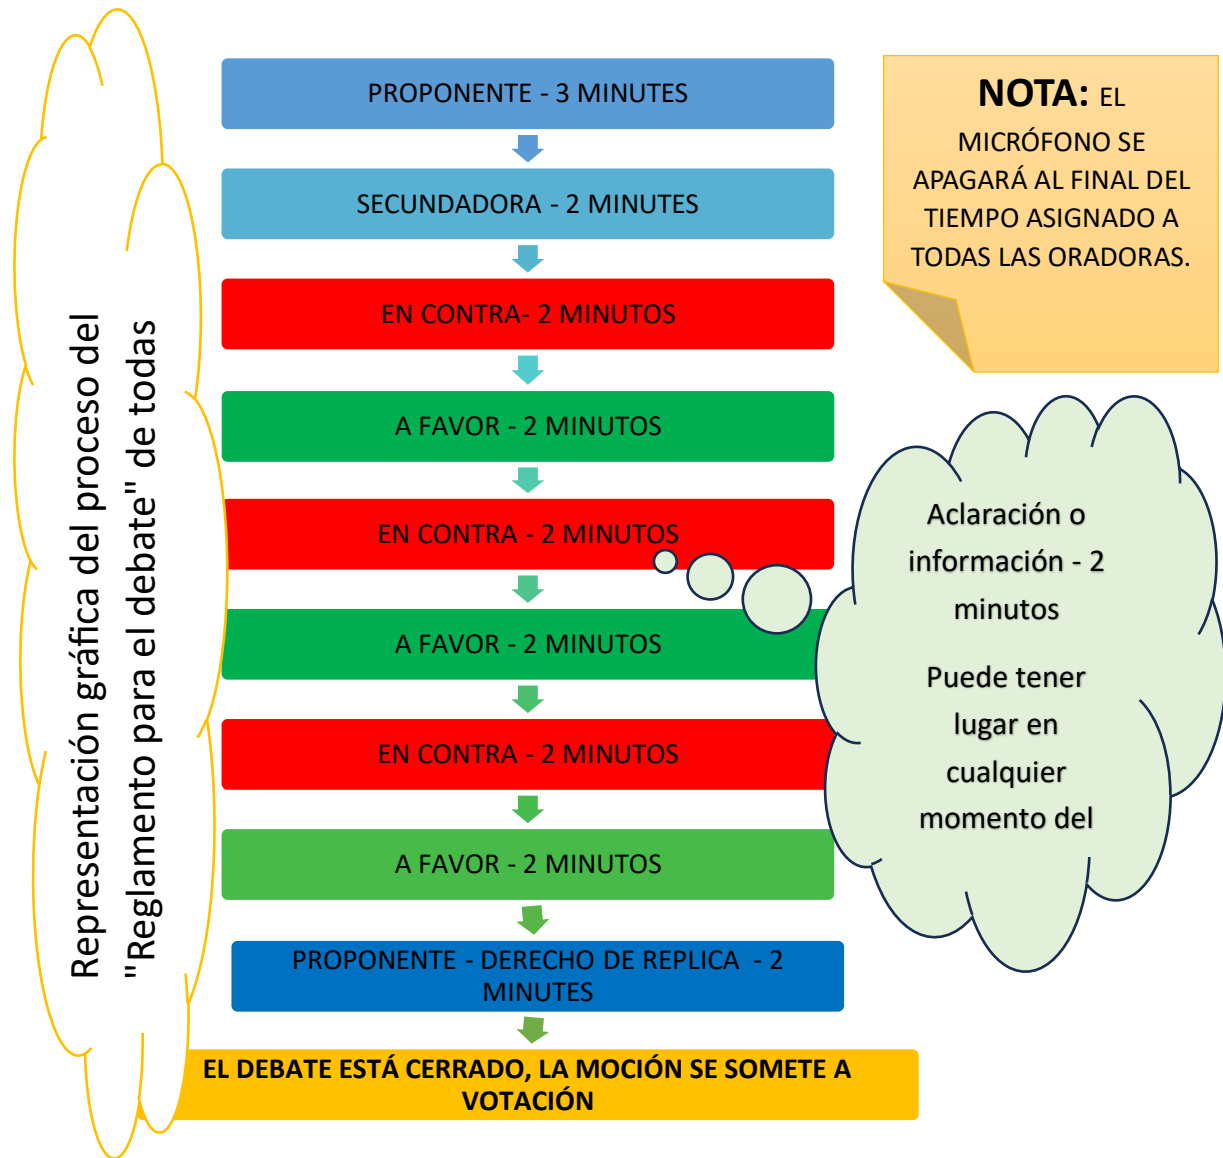 Representación gráfica del proceso del
"Reglamento para el debate" de todas
PROPONENTE - 3 MINUTES
SECUNDADORA - 2 MINUTES
EN CONTRA- 2 MINUTOS
A FAVOR - 2 MINUTOS
EN CONTRA - 2 MINUTOS
A FAVOR - 2 MINUTOS
EN CONTRA - 2 MINUTOS
A FAVOR - 2 MINUTOS
PROPONENTE - DERECHO DE REPLICA - 2
MINUTES
EL DEBATE ESTÁ CERRADO, LA MOCIÓN SE SOMETE A
VOTACIÓN
NOTA: EL
MICRÓFONO SE
APAGARÁ AL FINAL DEL
TIEMPO ASIGNADO A
TODAS LAS ORADORAS.
Aclaración o
información - 2
minutos
Puede tener
lugar en
cualquier
momento del